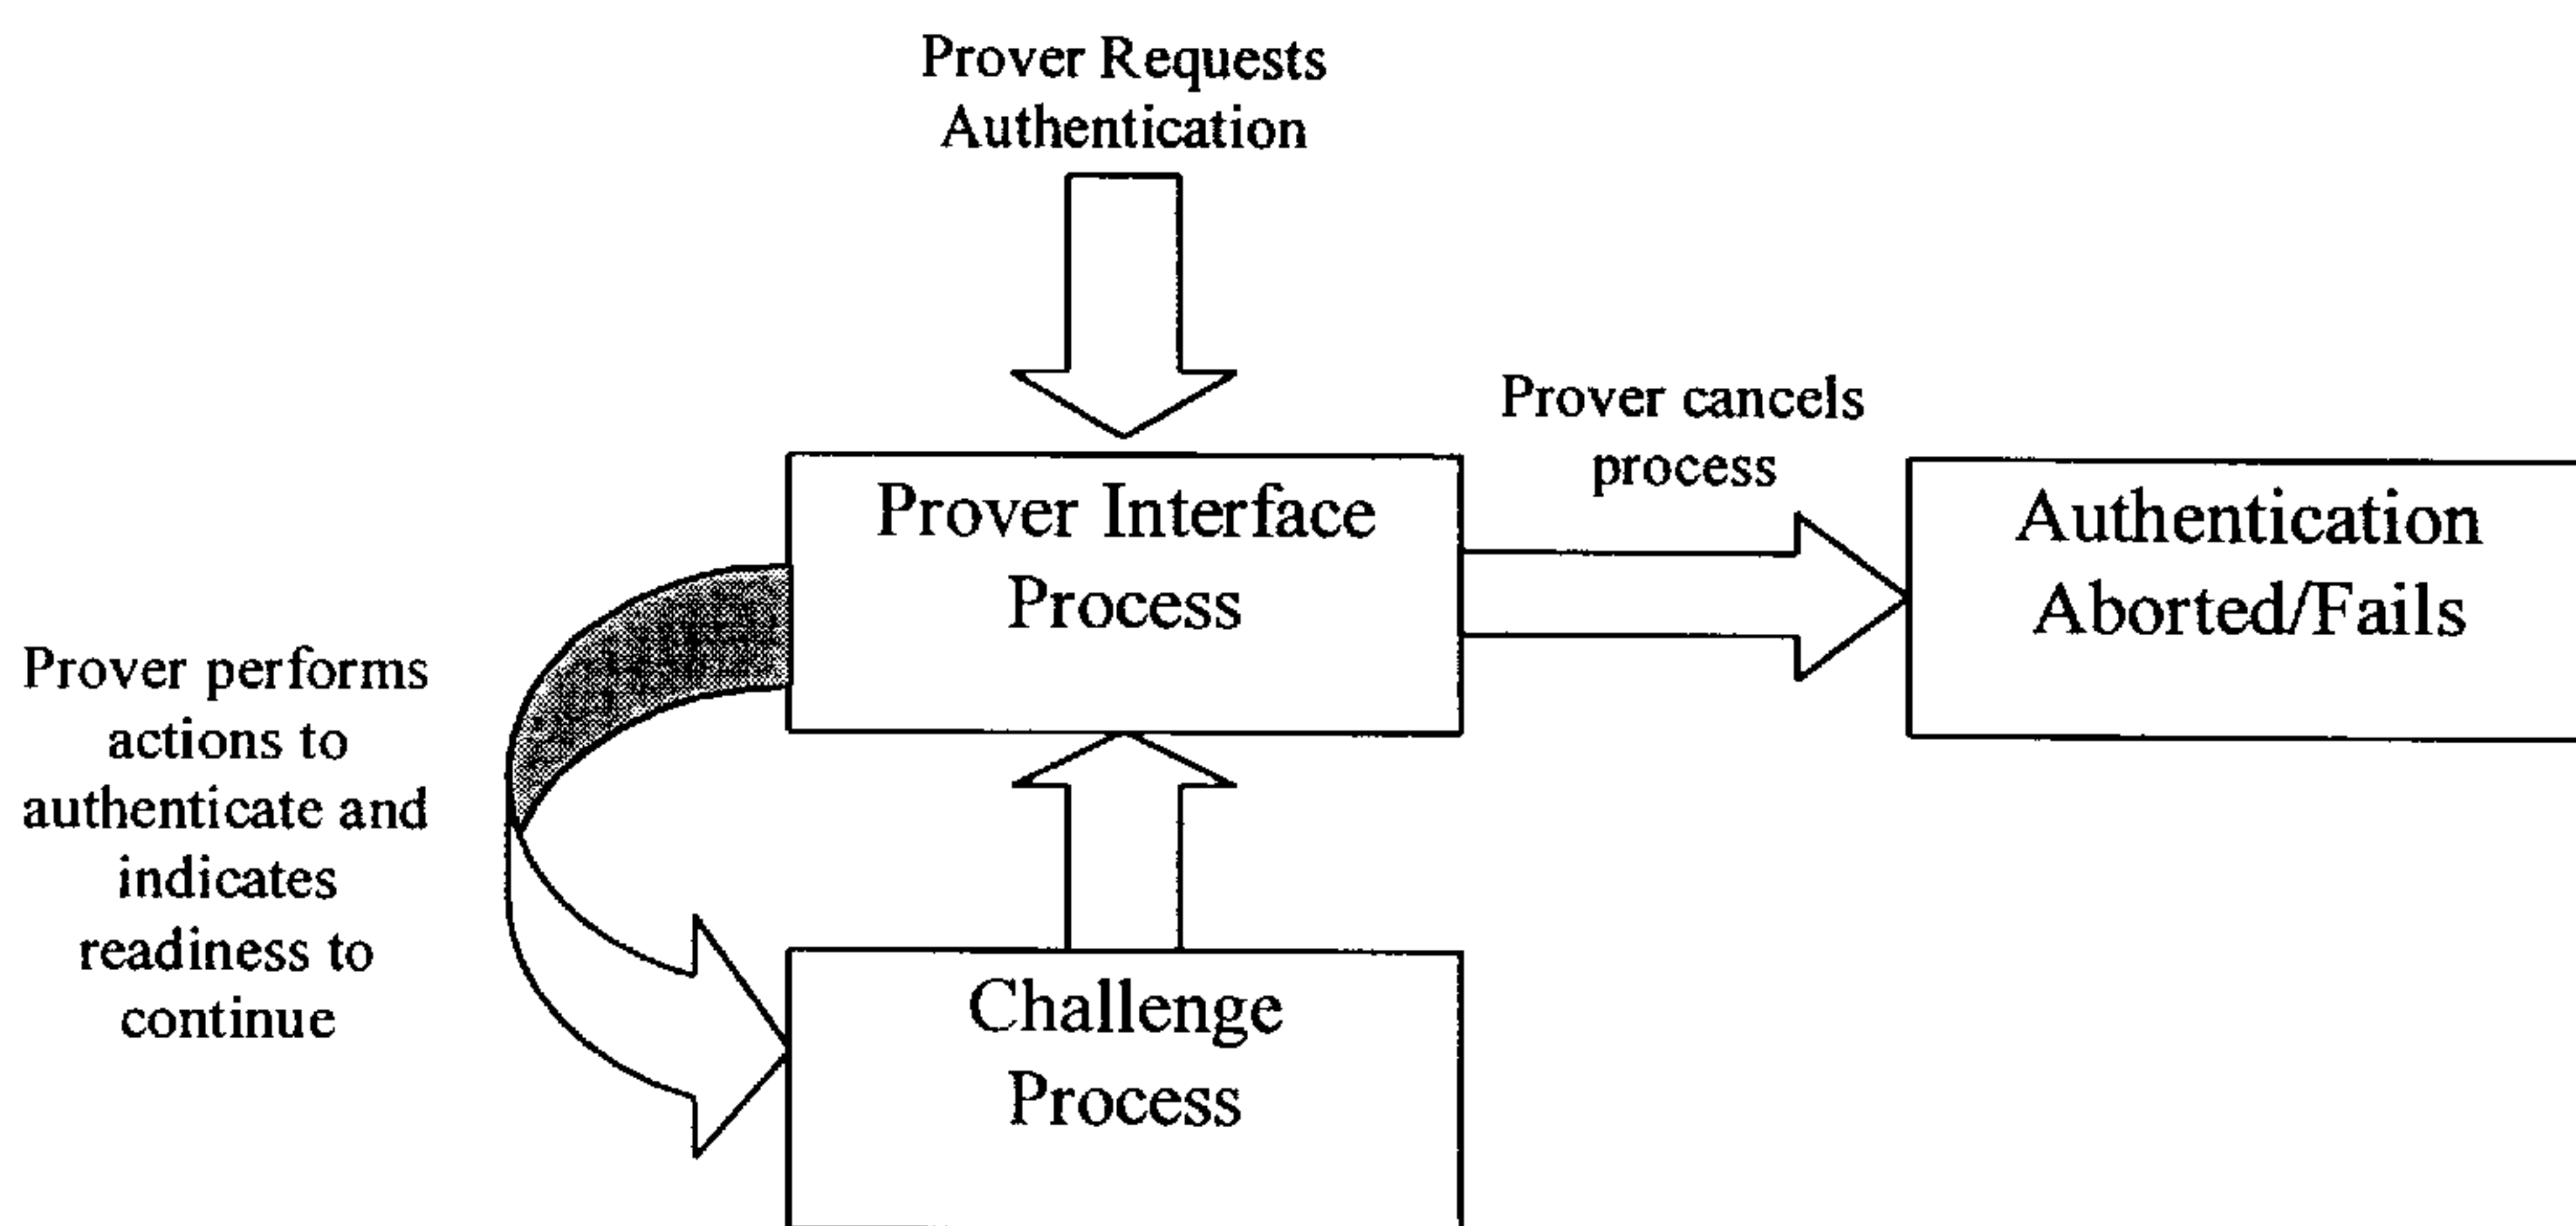 Prover Requests
Authentication
Prover cancels
process
Prover Interface
Process
Authentication
Aborted/Fails
Prover performs
actions to
authenticate and
indicates
readiness to
continue
Challenge
Process